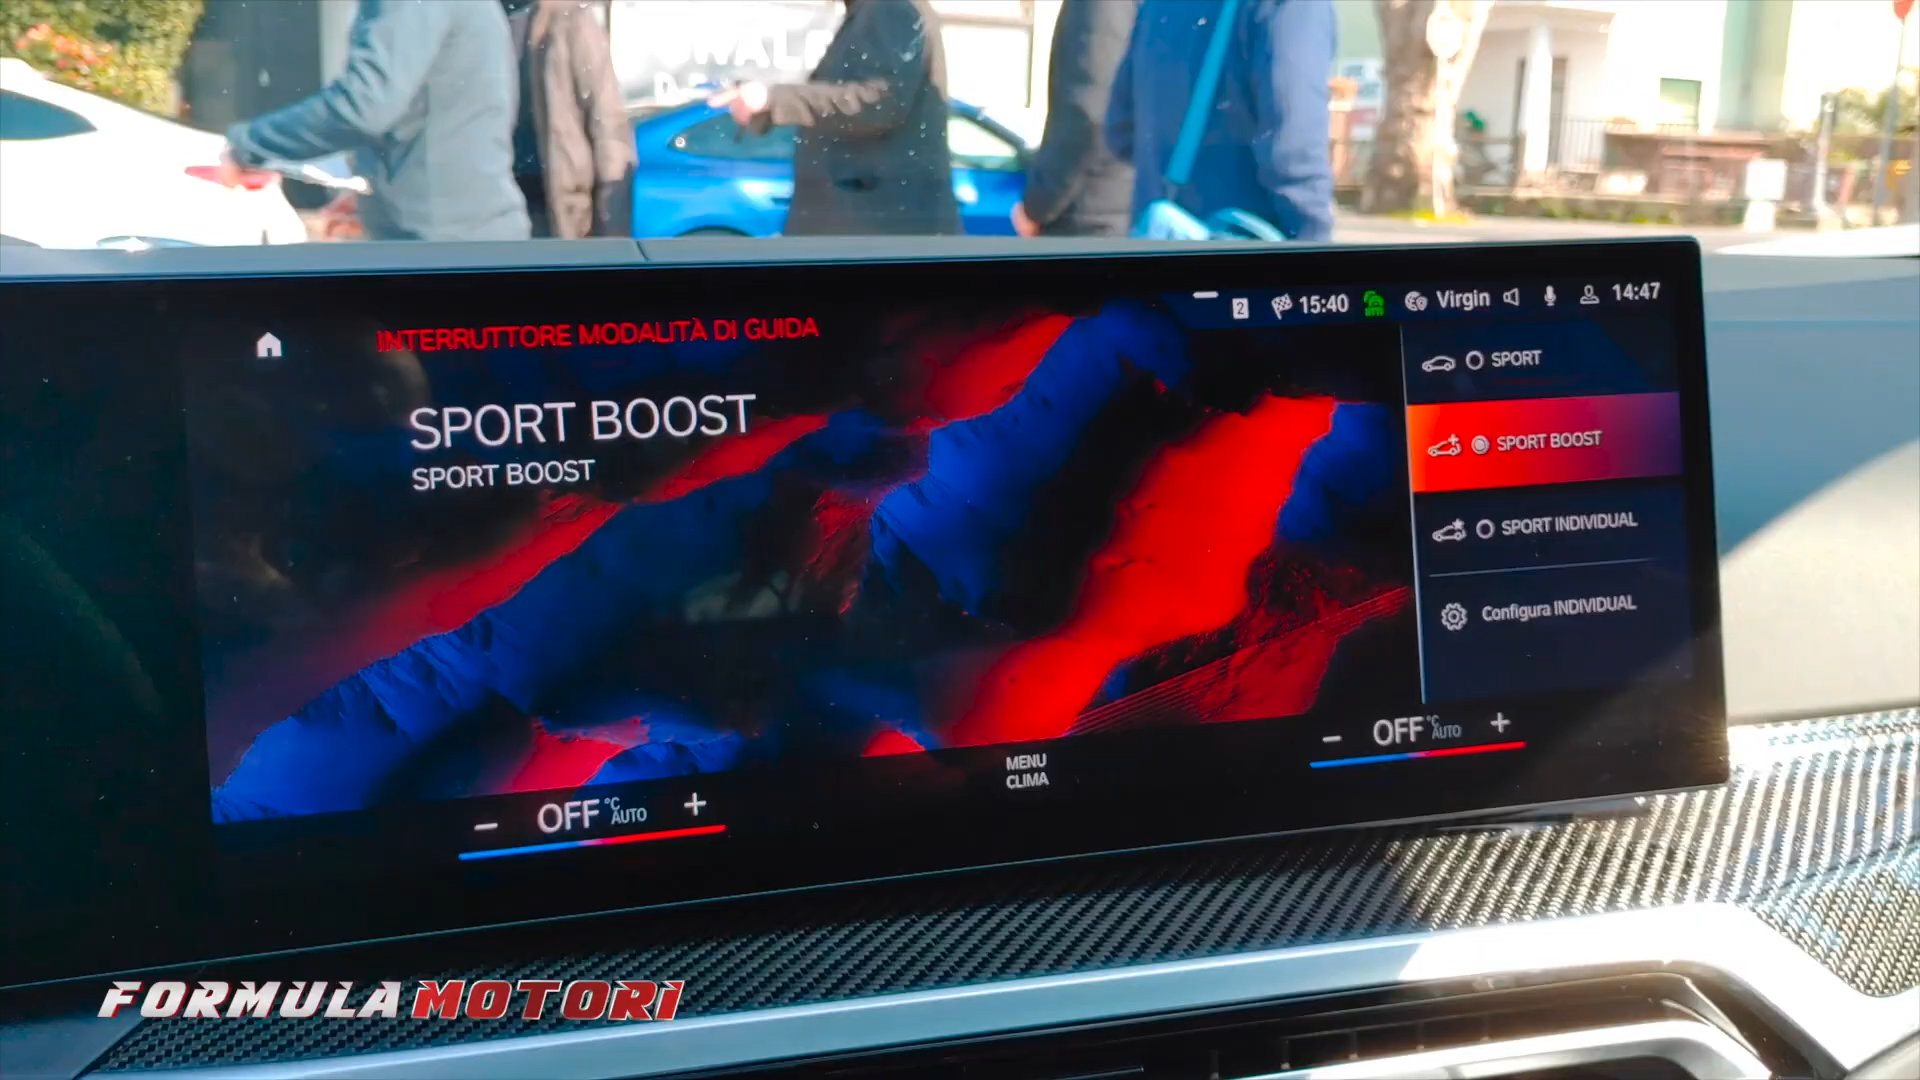 2 15:40 Virgin 14:47
INTERRUTTORE MODALITÀ DI GUIDA
SPORT BOOST
SPORT BOOST
SPORT
SPORT BOOST
SPORT INDIVIDUAL
Configura INDIVIDUAL
- OFF °C AUTO +
MENU
CLIMA
- OFF °C AUTO +
FORMULA MOTORI